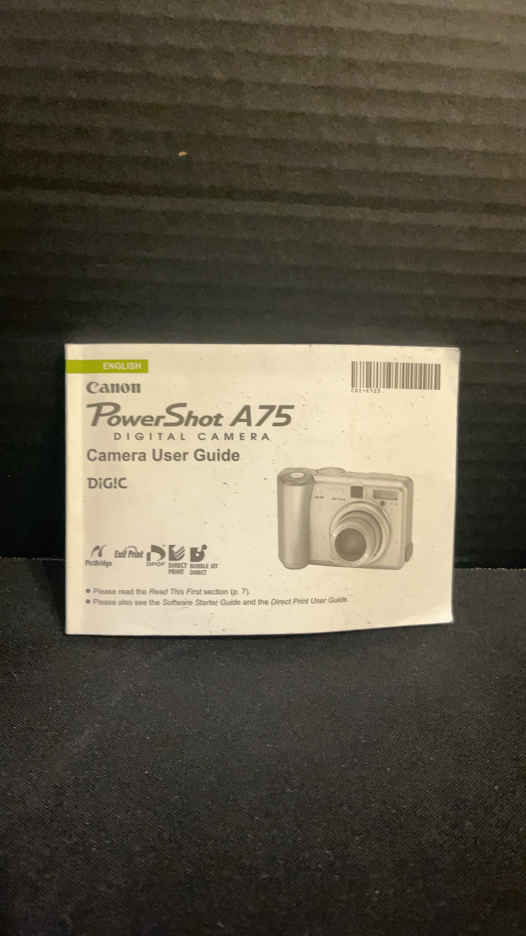 ENGLISH
Canon
PowerShot A75
DIGITAL CAMERA
Camera User Guide
DIGIC
PictBridge
Exif Print
DPOF
DIRECT PRINT
BUBBLE JET DIRECT
● Please read the Read This First section (p. 7).
● Please also see the Software Starter Guide and the Direct Print User Guide.